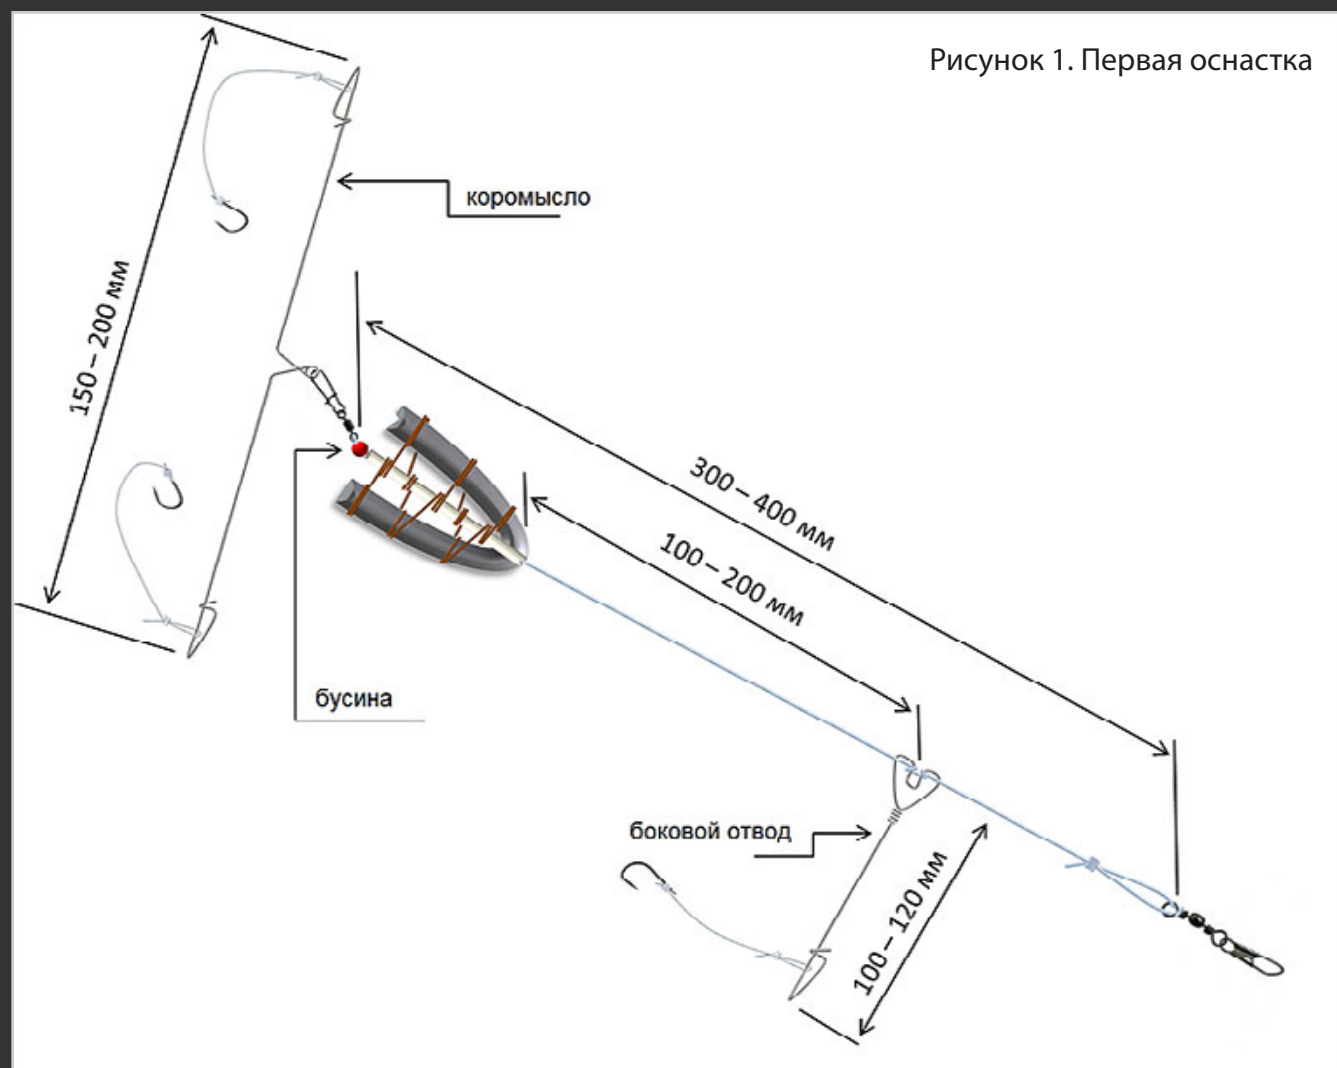 Рисунок 1. Первая оснастка
коромысло
150 – 200 мм
300 – 400 мм
100 – 200 мм
бусина
боковой отвод
100 – 120 мм